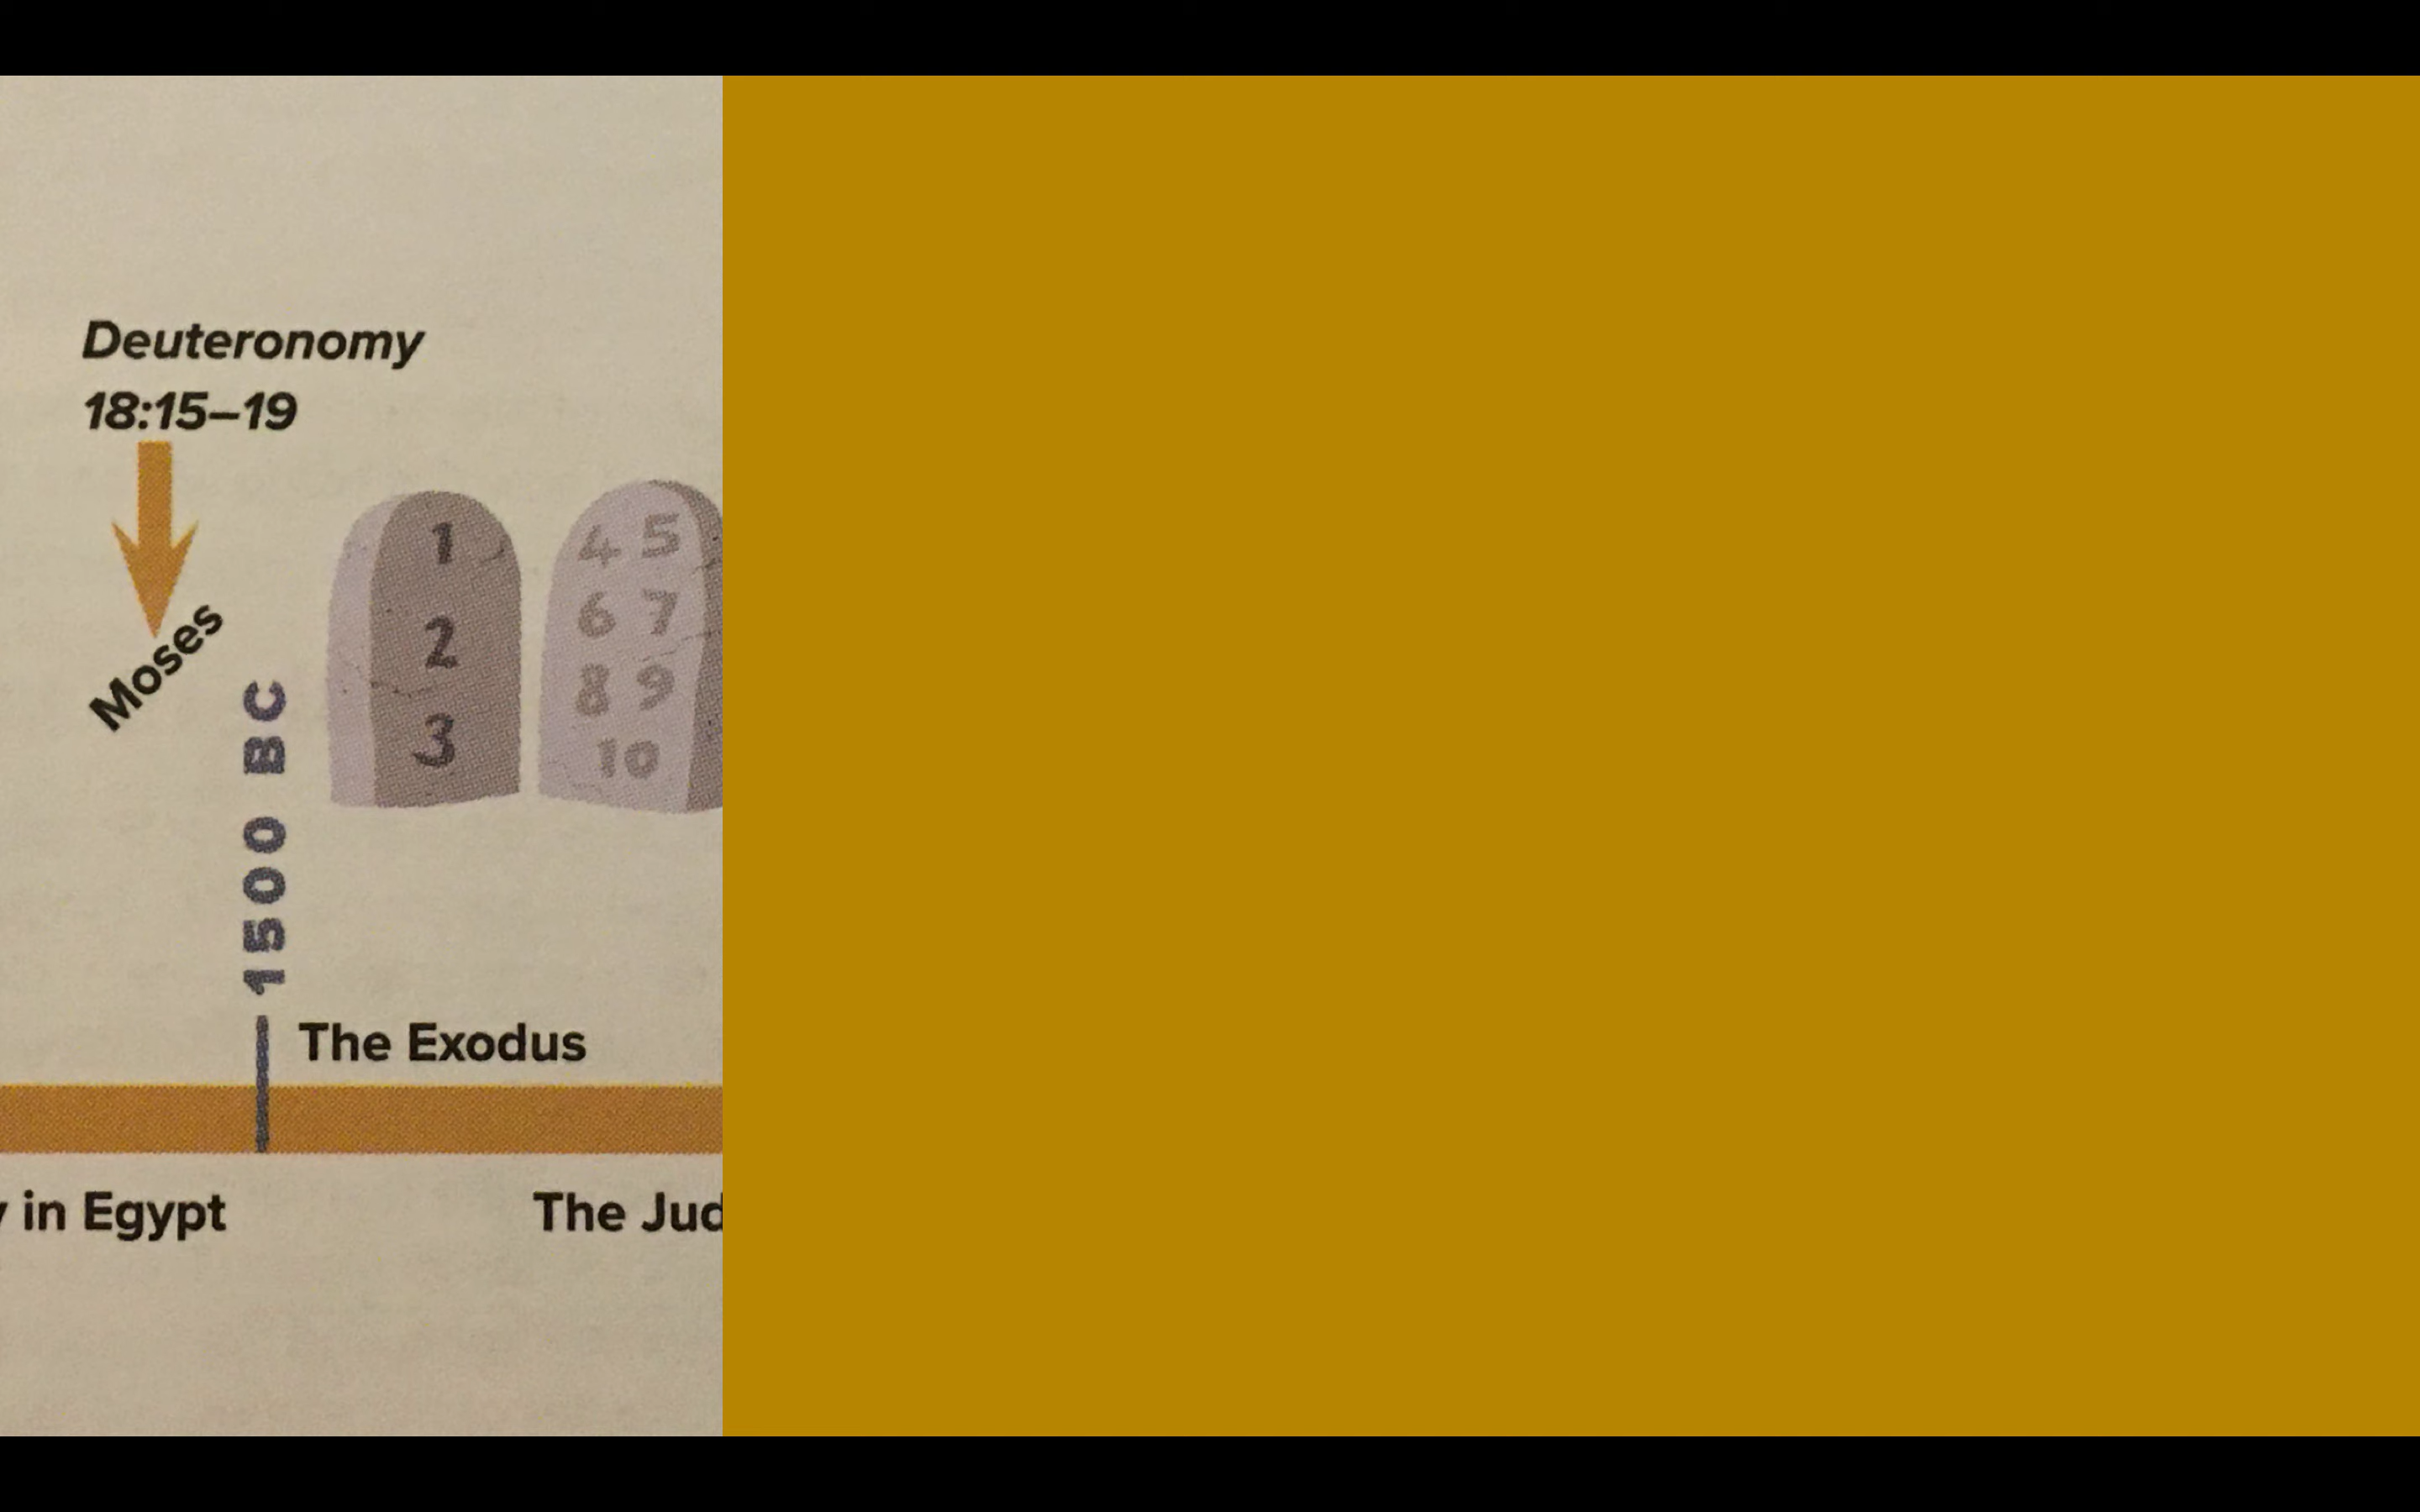 Deuteronomy
18:15–19
Moses
1500 BC
1
2
3
4 5
6 7
8 9
10
The Exodus
in Egypt
The